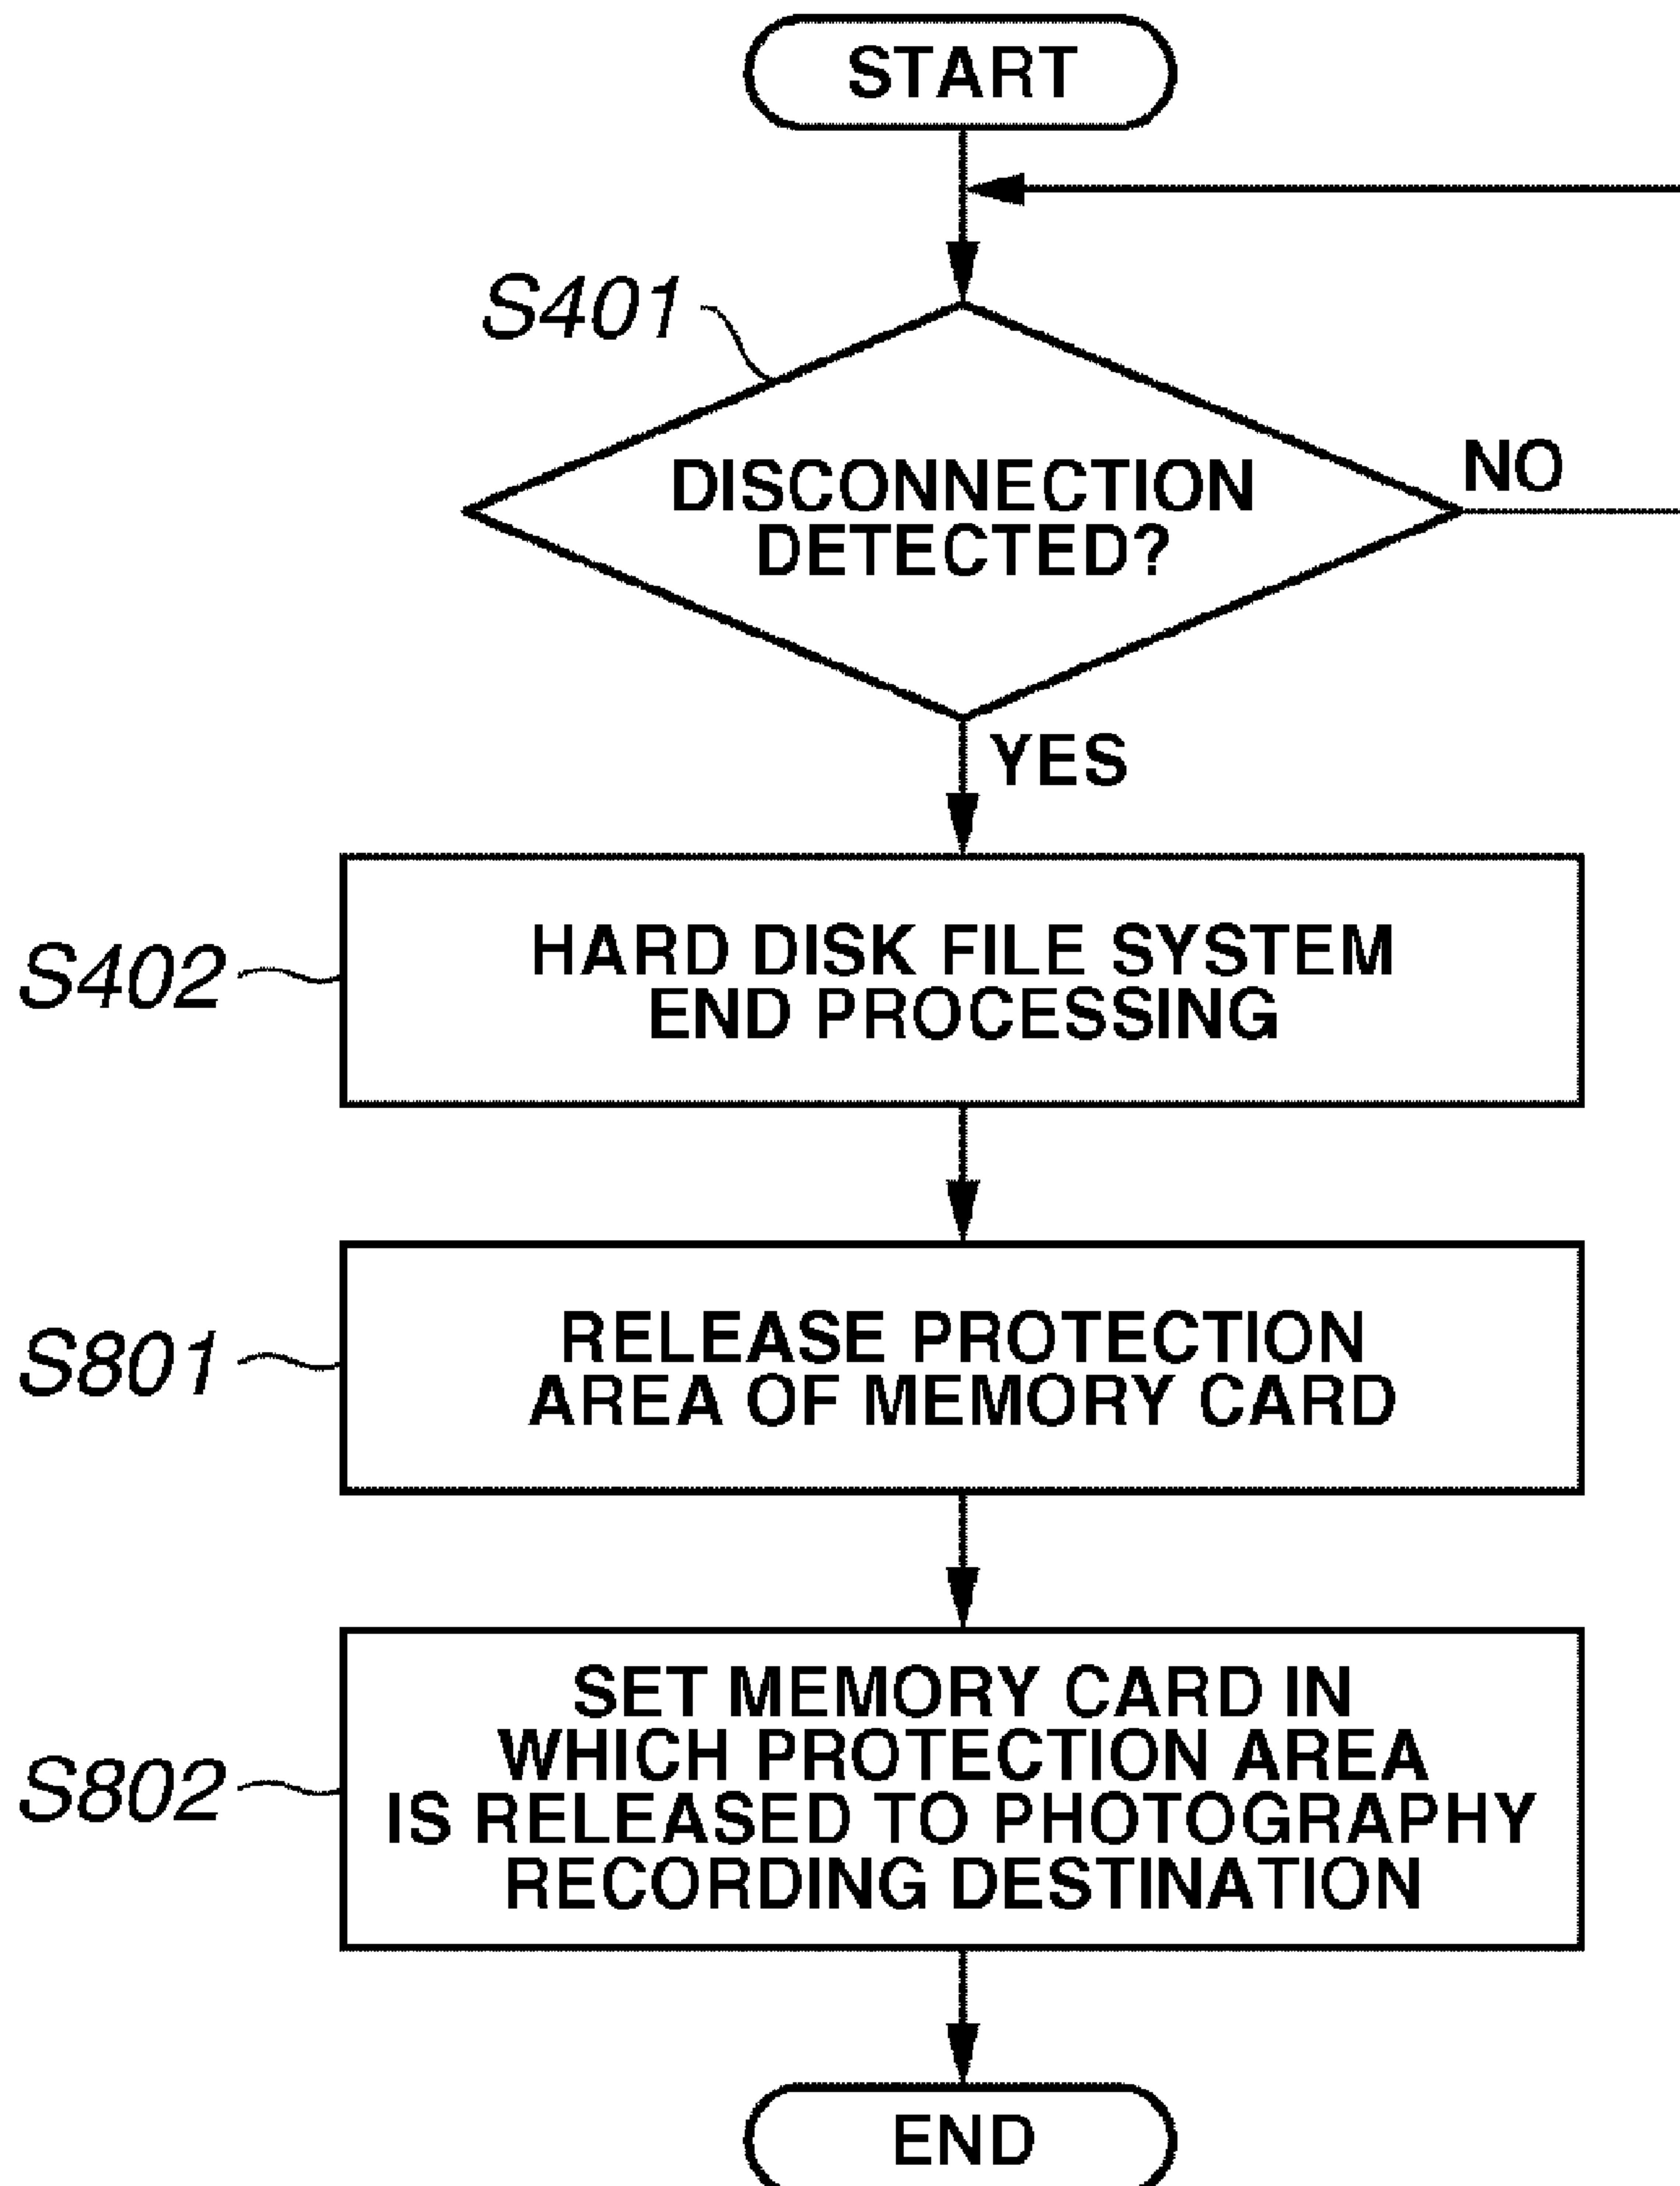 START
S401
DISCONNECTION
DETECTED?
NO
YES
S402
HARD DISK FILE SYSTEM
END PROCESSING
S801
RELEASE PROTECTION
AREA OF MEMORY CARD
S802
SET MEMORY CARD IN
WHICH PROTECTION AREA
IS RELEASED TO PHOTOGRAPHY
RECORDING DESTINATION
END